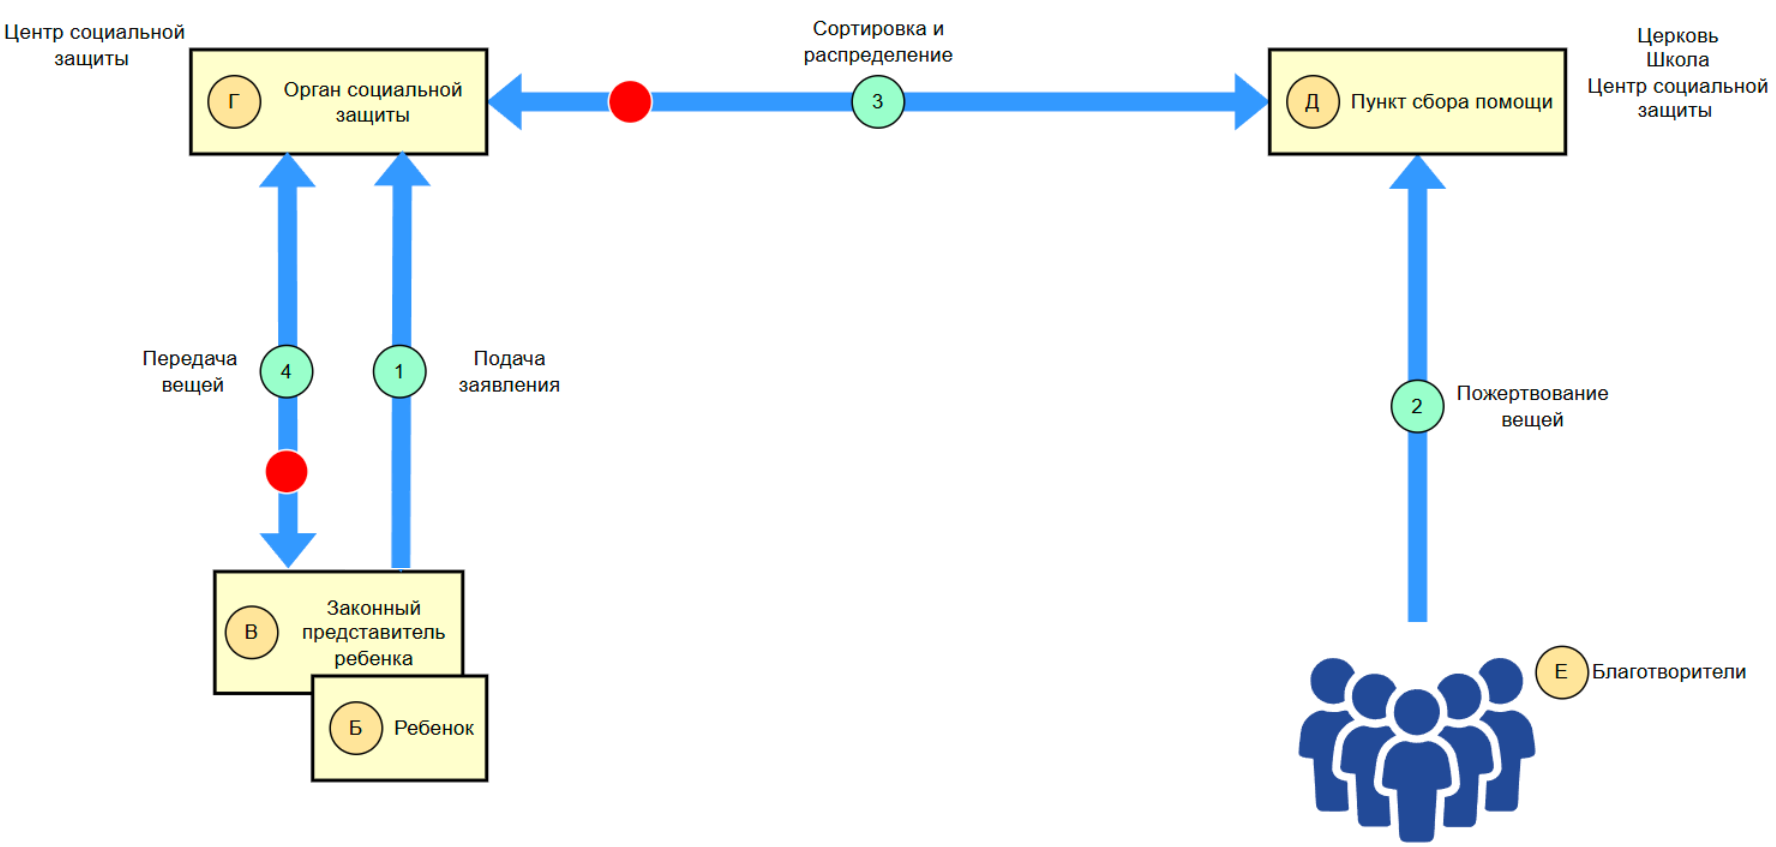 Центр социальной
защиты
Г
Орган социальной
защиты
Сортировка и
распределение
3
Д
Пункт сбора помощи
Церковь
Школа
Центр социальной
защиты
Передача
вещей
4
1
Подача
заявления
2
Пожертвование
вещей
В
Законный
представитель
ребенка
Б
Ребенок
Е
Благотворители